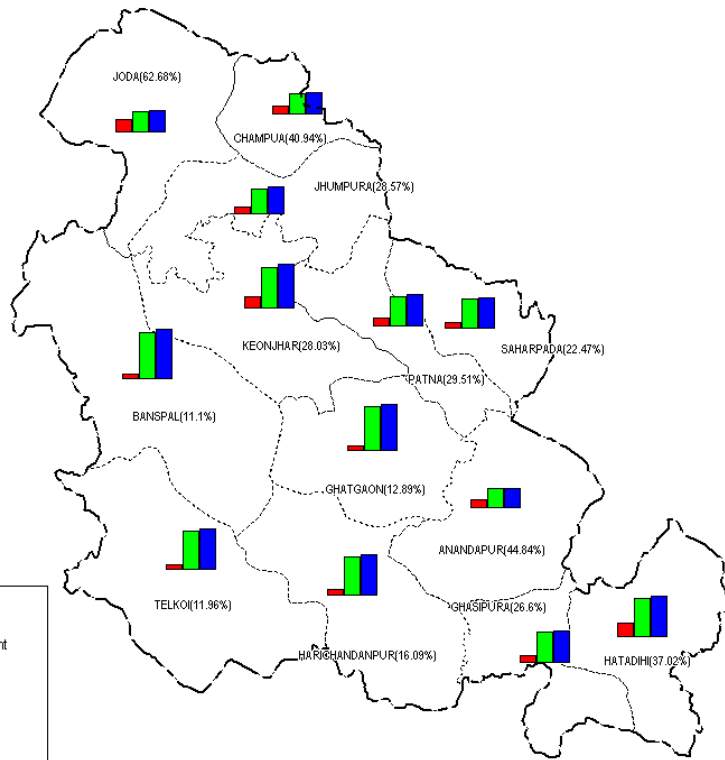 JODA(62.68%)
CHAMPUA(40.94%)
JHUMPURA(28.57%)
KEONJHAR(28.03%)
SAHARPADA(22.47%)
PATNA(29.51%)
BANSPAL(11.1%)
GHATGAON(12.89%)
ANANDAPUR(44.84%)
TELKOI(11.96%)
GHASIPURA(26.6%)
HARICHANDANPUR(16.09%)
HATADIHI(37.02%)
nt